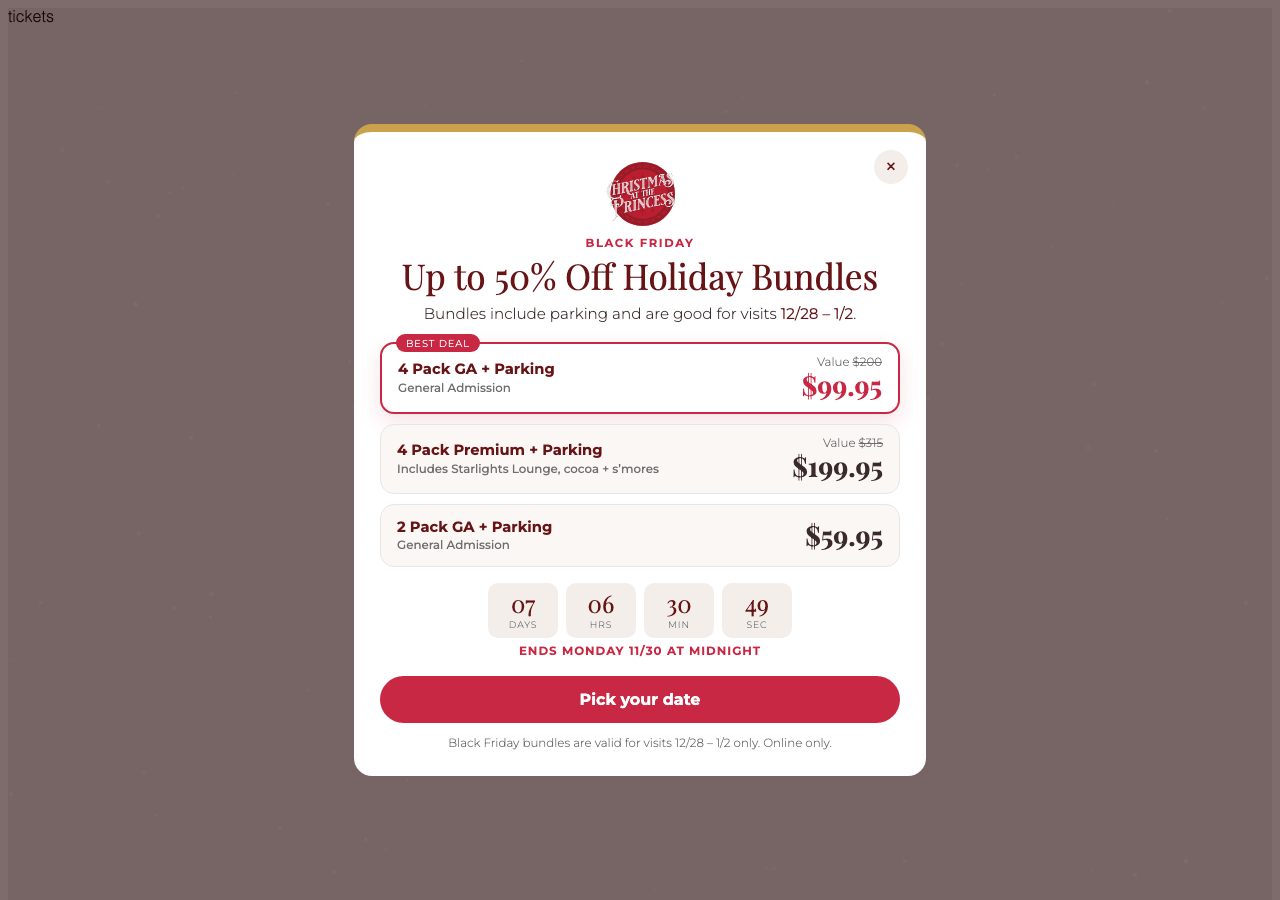 tickets
×
CHRISTMAS
AT THE
PRINCESS
BLACK FRIDAY
Up to 50% Off Holiday Bundles
Bundles include parking and are good for visits 12/28 – 1/2.
BEST DEAL
4 Pack GA + Parking
General Admission
Value $200
$99.95
4 Pack Premium + Parking
Includes Starlights Lounge, cocoa + s’mores
Value $315
$199.95
2 Pack GA + Parking
General Admission
$59.95
07 06 30 49
DAYS HRS MIN SEC
ENDS MONDAY 11/30 AT MIDNIGHT
Pick your date
Black Friday bundles are valid for visits 12/28 – 1/2 only. Online only.